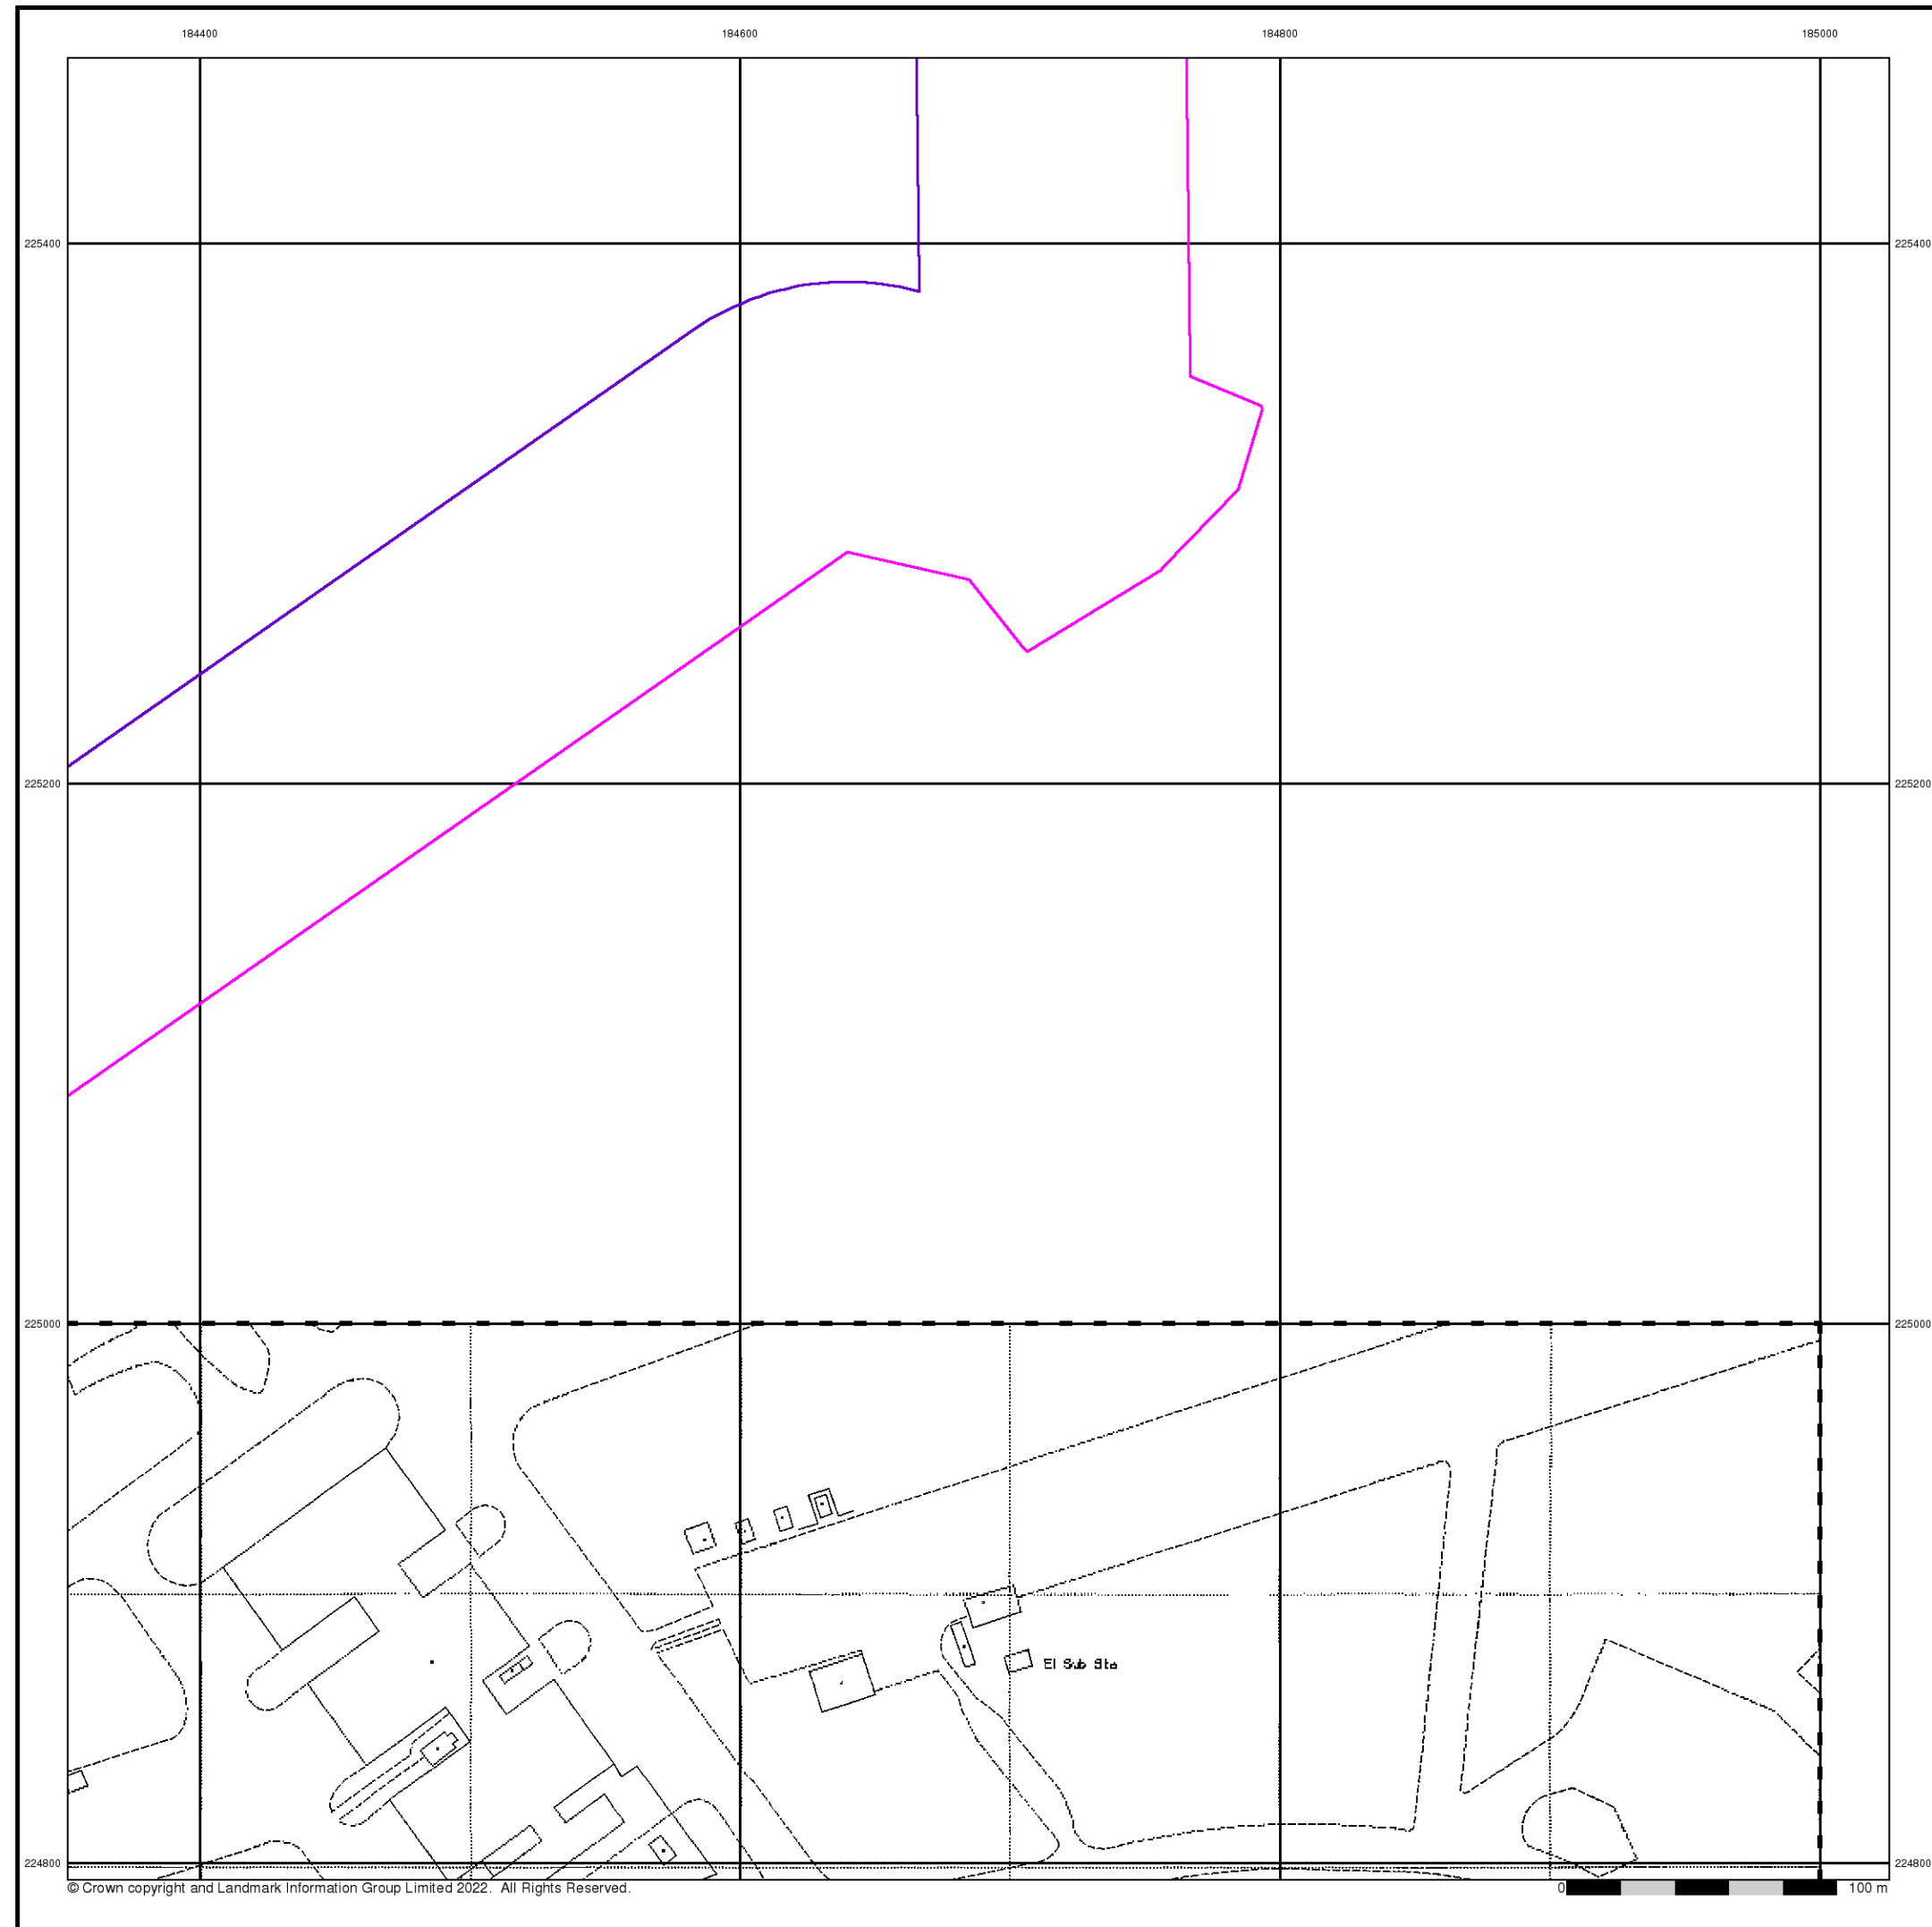 184400 184600 184800 185000
225400 225400
225200 225200
225000 225000
El Sub Sta
224800 224800
© Crown copyright and Landmark Information Group Limited 2022. All Rights Reserved. 0 100 m